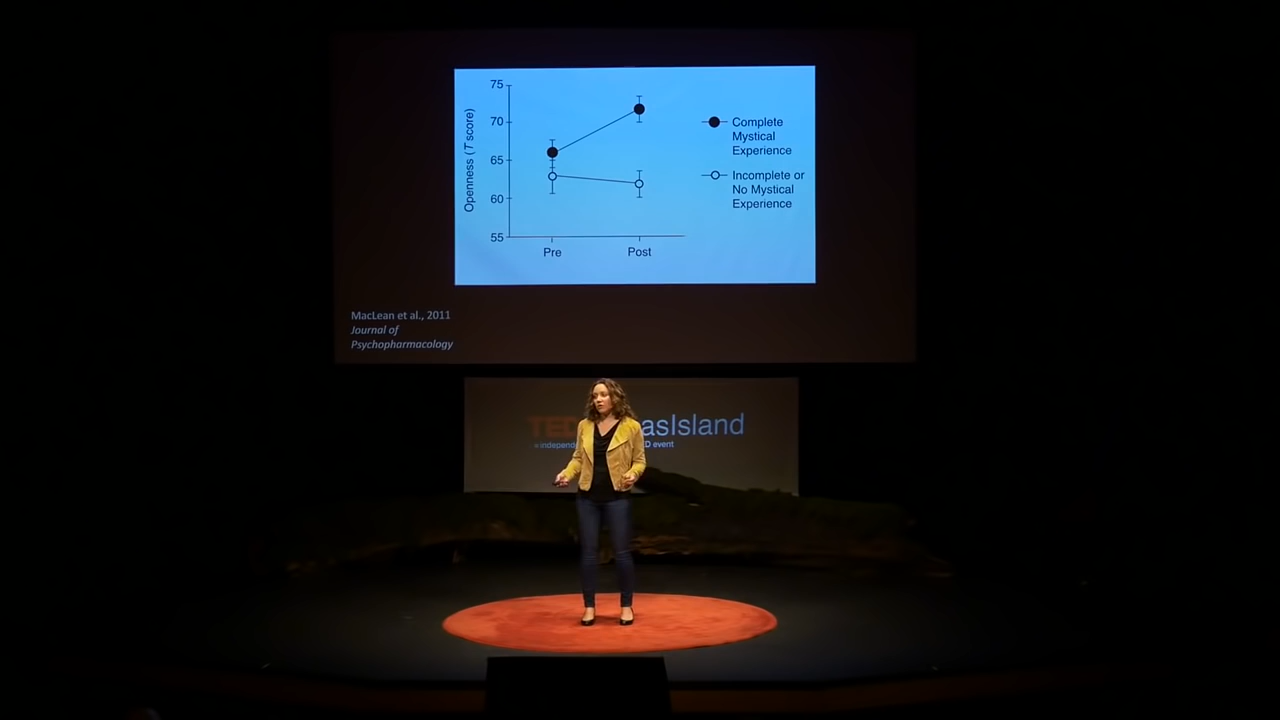 75
70
65
60
55
Openness (T score)
Pre
Post
Complete
Mystical
Experience
Incomplete or
No Mystical
Experience
MacLean et al., 2011
Journal of
Psychopharmacology
TED asIsland
event